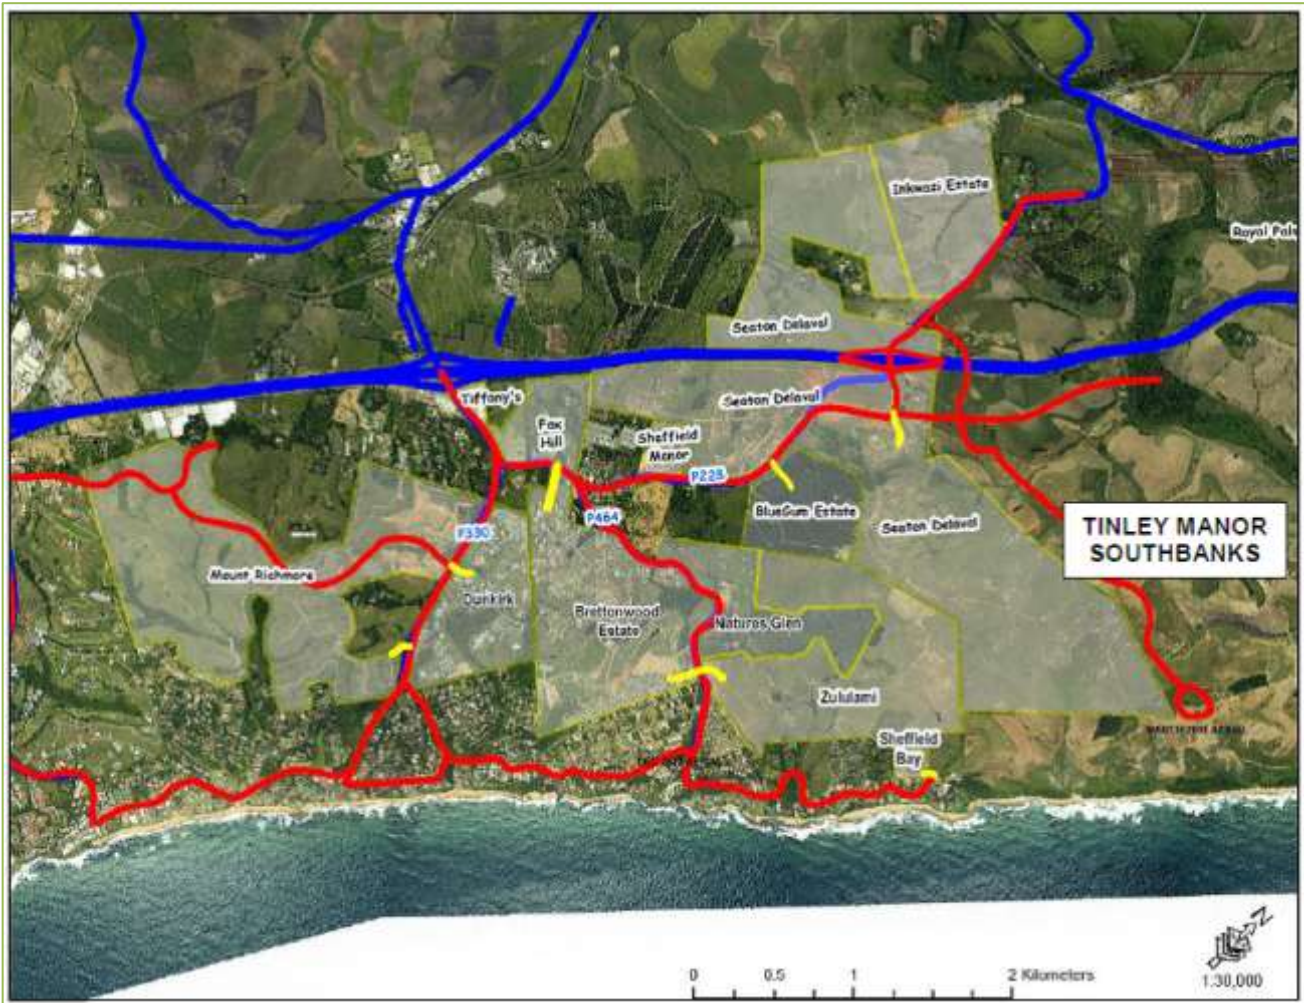 Inkwazi Estate
Royal Palm
Seaton Delaval
Tiffany's
Seaton Delaval
Fox
Hill
Sheffield
Manor
P228
BlueGum Estate
P464
Seaton Delaval
P330
TINLEY MANOR
SOUTHBANKS
Mount Richmore
Dunkirk
Brettonwood
Estate
Natures Glen
Zululami
Sheffield
Bay
N
0 0.5 1 2 Kilometers
1:30,000